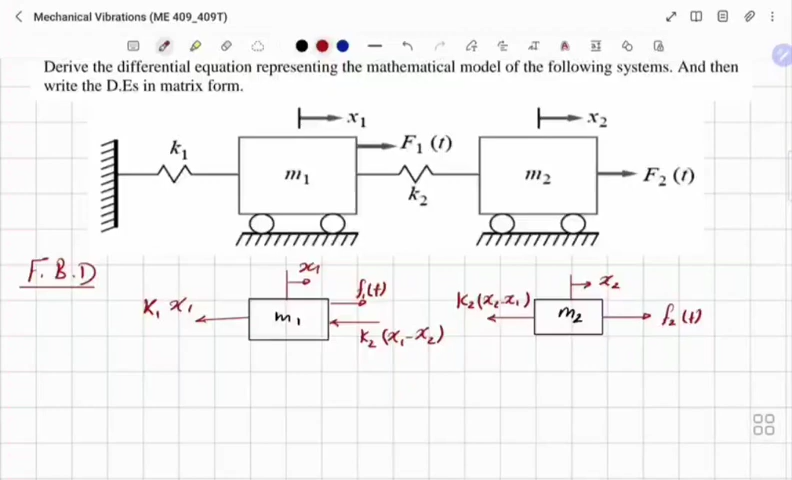 Mechanical Vibrations (ME 409_409T)
Derive the differential equation representing the mathematical model of the following systems. And then
write the D.Es in matrix form.
x₁ x₂
k₁ F₁ (t)
m₁ m₂ F₂ (t)
k₂
F.B.D
x₁ x₂
K₁ x₁ f₁(t) K₂(x₂-x₁)
m₁ m₂ f₂(t)
K₂(x₁-x₂)